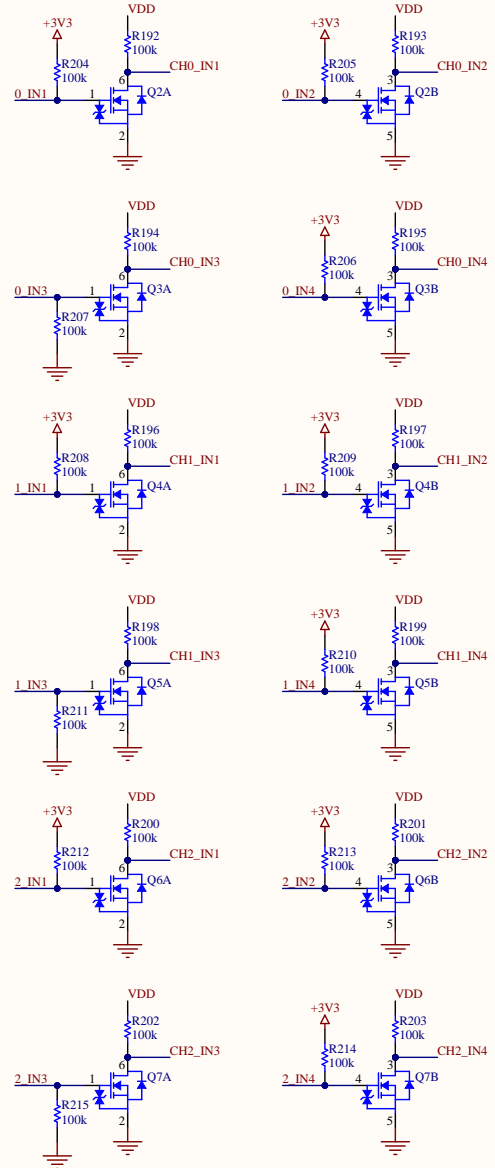 VDD
VDD
+3V3
R192
100k
+3V3
R193
100k
R204
100k
6
CH0_IN1
R205
100k
3
CH0_IN2
0_IN1
1
Q2A
0_IN2
4
Q2B
2
5
VDD
VDD
R194
100k
+3V3
R195
100k
6
CH0_IN3
R206
100k
3
CH0_IN4
0_IN3
1
Q3A
0_IN4
4
Q3B
R207
100k
2
5
VDD
VDD
+3V3
R196
100k
+3V3
R197
100k
R208
100k
6
CH1_IN1
R209
100k
3
CH1_IN2
1_IN1
1
Q4A
1_IN2
4
Q4B
2
5
VDD
VDD
R198
100k
+3V3
R199
100k
6
CH1_IN3
R210
100k
3
CH1_IN4
1_IN3
1
Q5A
1_IN4
4
Q5B
R211
100k
2
5
VDD
VDD
+3V3
R200
100k
+3V3
R201
100k
R212
100k
6
CH2_IN1
R213
100k
3
CH2_IN2
2_IN1
1
Q6A
2_IN2
4
Q6B
2
5
VDD
VDD
R202
100k
+3V3
R203
100k
6
CH2_IN3
R214
100k
3
CH2_IN4
2_IN3
1
Q7A
2_IN4
4
Q7B
R215
100k
2
5